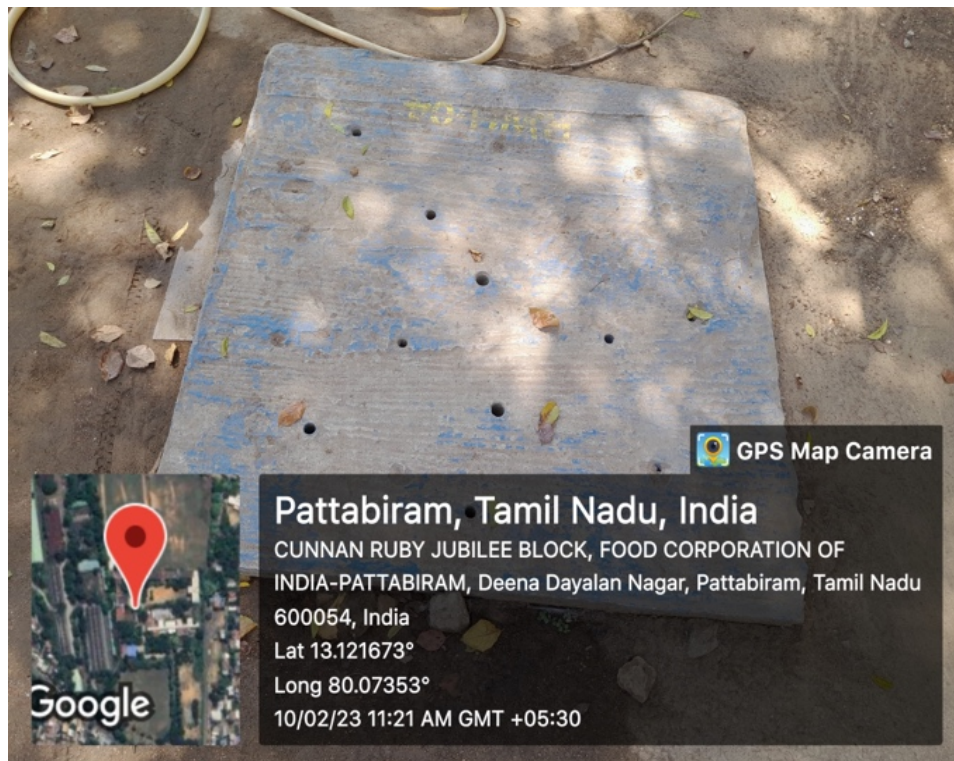 GPS Map Camera
Pattabiram, Tamil Nadu, India
CUNNAN RUBY JUBILEE BLOCK, FOOD CORPORATION OF
INDIA-PATTABIRAM, Deena Dayalan Nagar, Pattabiram, Tamil Nadu
600054, India
Lat 13.121673°
Long 80.07353°
10/02/23 11:21 AM GMT +05:30
Google